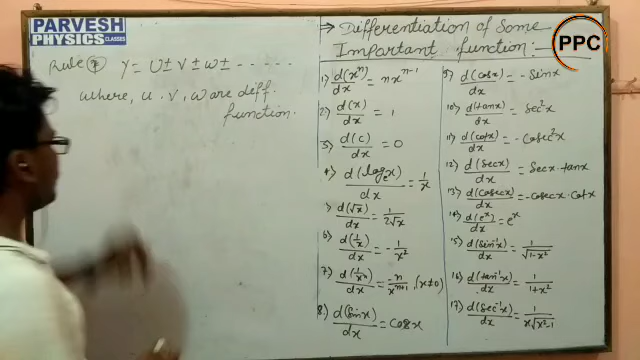 PARVESH
PHYSICS CLASSES
Rule
y = u ± v ± w ± - - - - -
where, u . v, w are diff.
function.
⇒ Differentiation of Some
Important function:—
PPC
1) d(xⁿ)/dx = n xⁿ⁻¹
2) d(x)/dx = 1
3) d(c)/dx = 0
4) d(logₑx)/dx = 1/x
5) d(√x)/dx = 1/2√x
6) d(1/x)/dx = -1/x²
7) d(1/xⁿ)/dx = -n/xⁿ⁺¹, (x≠0)
8) d(sinx)/dx = cosx
9) d(cosx)/dx = -sinx
10) d(tanx)/dx = sec²x
11) d(cotx)/dx = -cosec²x
12) d(secx)/dx = secx·tanx
13) d(cosecx)/dx = -cosecx·cotx
14) d(eˣ)/dx = eˣ
15) d(sin⁻¹x)/dx = 1/√1-x²
16) d(tan⁻¹x)/dx = 1/1+x²
17) d(sec⁻¹x)/dx = 1/x√x²-1